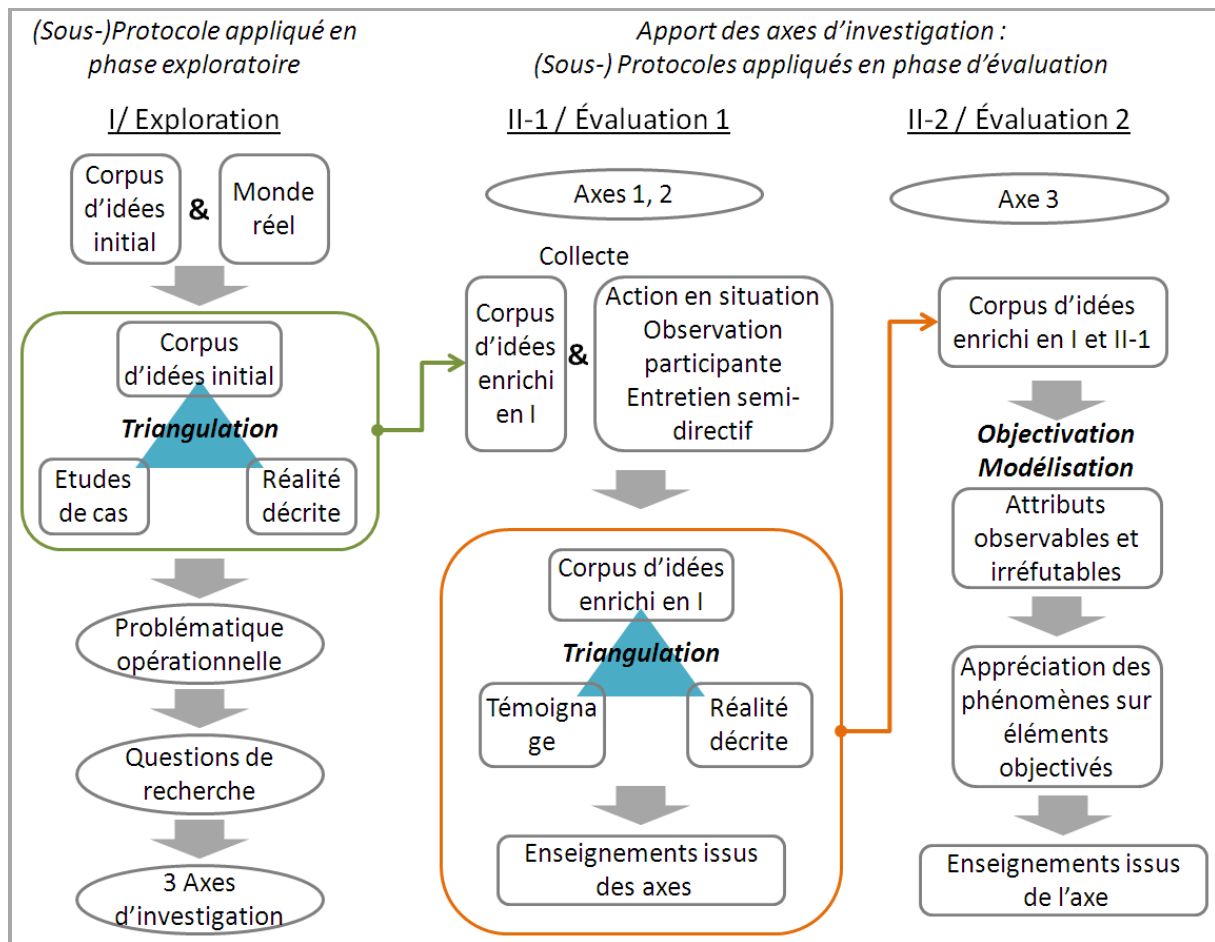 (Sous-)Protocole appliqué en
phase exploratoire
Apport des axes d’investigation :
(Sous-) Protocoles appliqués en phase d’évaluation
I/ Exploration
Corpus
d’idées
initial
&
Monde
réel
Corpus
d’idées initial
Triangulation
Etudes
de cas
Réalité
décrite
Problématique
opérationnelle
Questions de
recherche
3 Axes
d’investigation
II-1 / Évaluation 1
Axes 1, 2
Collecte
Corpus
d’idées
enrichi
en I
&
Action en situation
Observation
participante
Entretien semi-
directif
Corpus d’idées
enrichi en I
Triangulation
Témoigna
ge
Réalité
décrite
Enseignements issus
des axes
II-2 / Évaluation 2
Axe 3
Corpus d’idées
enrichi en I et II-1
Objectivation
Modélisation
Attributs
observables et
irréfutables
Appréciation des
phénomènes sur
éléments
objectivés
Enseignements issus
de l’axe